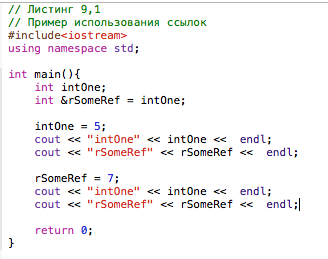 // Листинг 9,1
// Пример использования ссылок
#include<iostream>
using namespace std;
int main(){
int intOne;
int &rSomeRef = intOne;
intOne = 5;
cout << "intOne" << intOne <<  endl;
cout << "rSomeRef" << rSomeRef <<  endl;
rSomeRef = 7;
cout << "intOne" << intOne <<  endl;
cout << "rSomeRef" << rSomeRef <<  endl;
return 0;
}